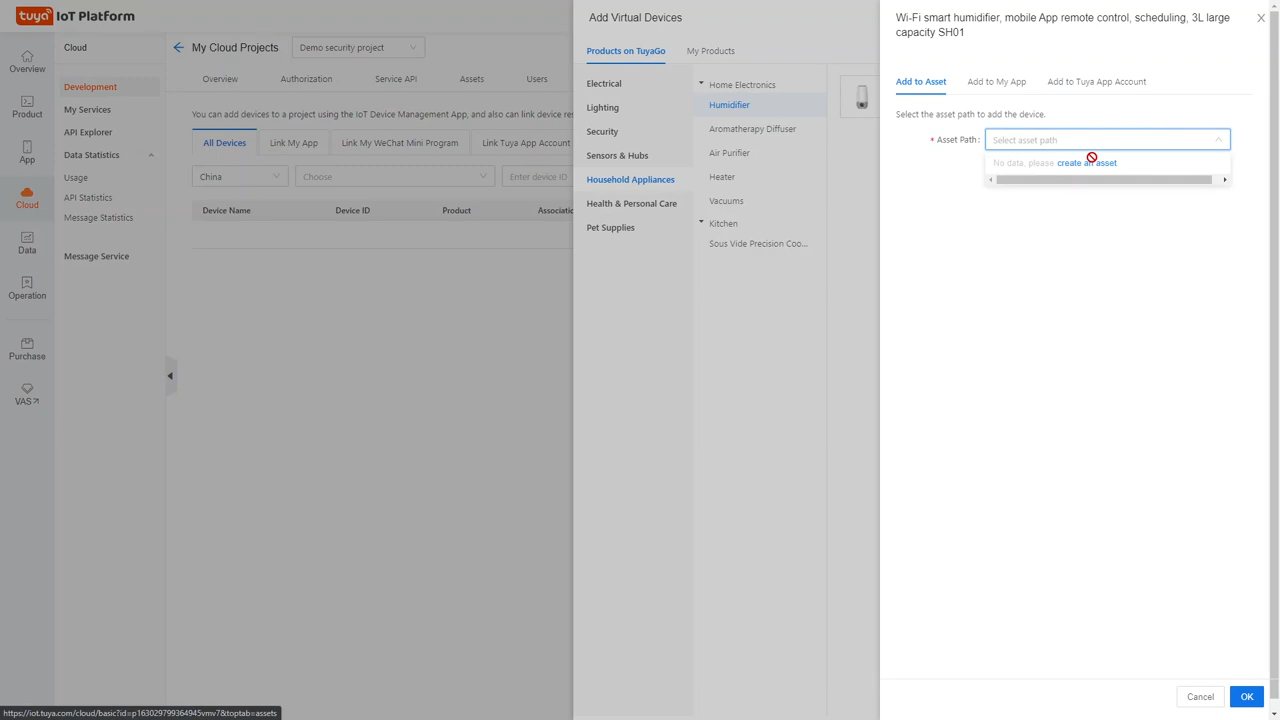 tuya IoT Platform
Overview
Product
App
Cloud
Data
Operation
Purchase
VAS
Cloud
Development
My Services
API Explorer
Data Statistics
Usage
API Statistics
Message Statistics
Message Service
My Cloud Projects
Demo security project
Overview
Authorization
Service API
Assets
Users
You can add devices to a project using the IoT Device Management App, and also can link device res
All Devices
Link My App
Link My WeChat Mini Program
Link Tuya App Account
China
Choose
Enter device ID
Device Name
Device ID
Product
Associatio
Add Virtual Devices
Products on TuyaGo
My Products
Electrical
Lighting
Security
Sensors & Hubs
Household Appliances
Health & Personal Care
Pet Supplies
Home Electronics
Humidifier
Aromatherapy Diffuser
Air Purifier
Heater
Vacuums
Kitchen
Sous Vide Precision Coo...
Wi-Fi smart humidifier, mobile App remote control, scheduling, 3L large
capacity SH01
Add to Asset
Add to My App
Add to Tuya App Account
Select the asset path to add the device.
* Asset Path:
Select asset path
No data, please create an asset
Cancel
OK
https://iot.tuya.com/cloud/basic?id=p163029799364945vmv7&toptab=assets